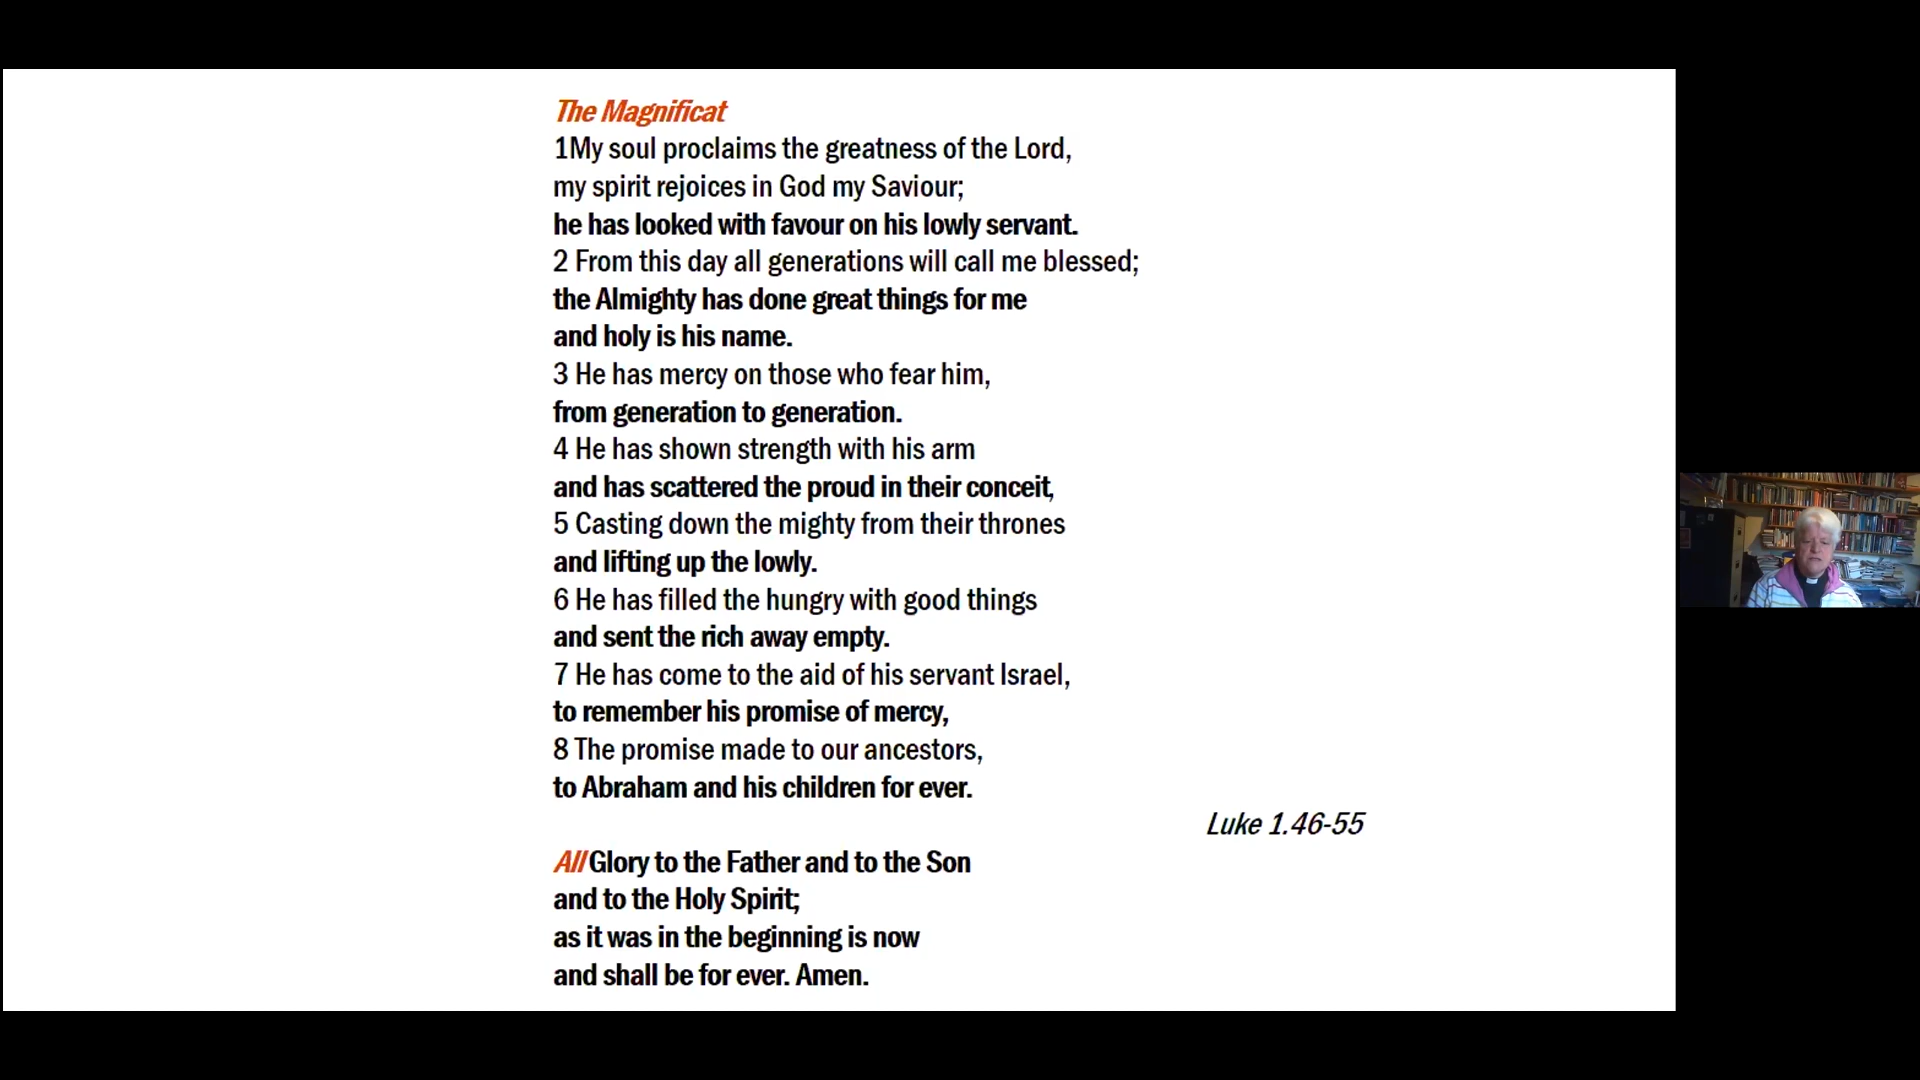 The Magnificat
1My soul proclaims the greatness of the Lord,
my spirit rejoices in God my Saviour;
he has looked with favour on his lowly servant.
2 From this day all generations will call me blessed;
the Almighty has done great things for me
and holy is his name.
3 He has mercy on those who fear him,
from generation to generation.
4 He has shown strength with his arm
and has scattered the proud in their conceit,
5 Casting down the mighty from their thrones
and lifting up the lowly.
6 He has filled the hungry with good things
and sent the rich away empty.
7 He has come to the aid of his servant Israel,
to remember his promise of mercy,
8 The promise made to our ancestors,
to Abraham and his children for ever.
Luke 1.46-55
All Glory to the Father and to the Son
and to the Holy Spirit;
as it was in the beginning is now
and shall be for ever. Amen.